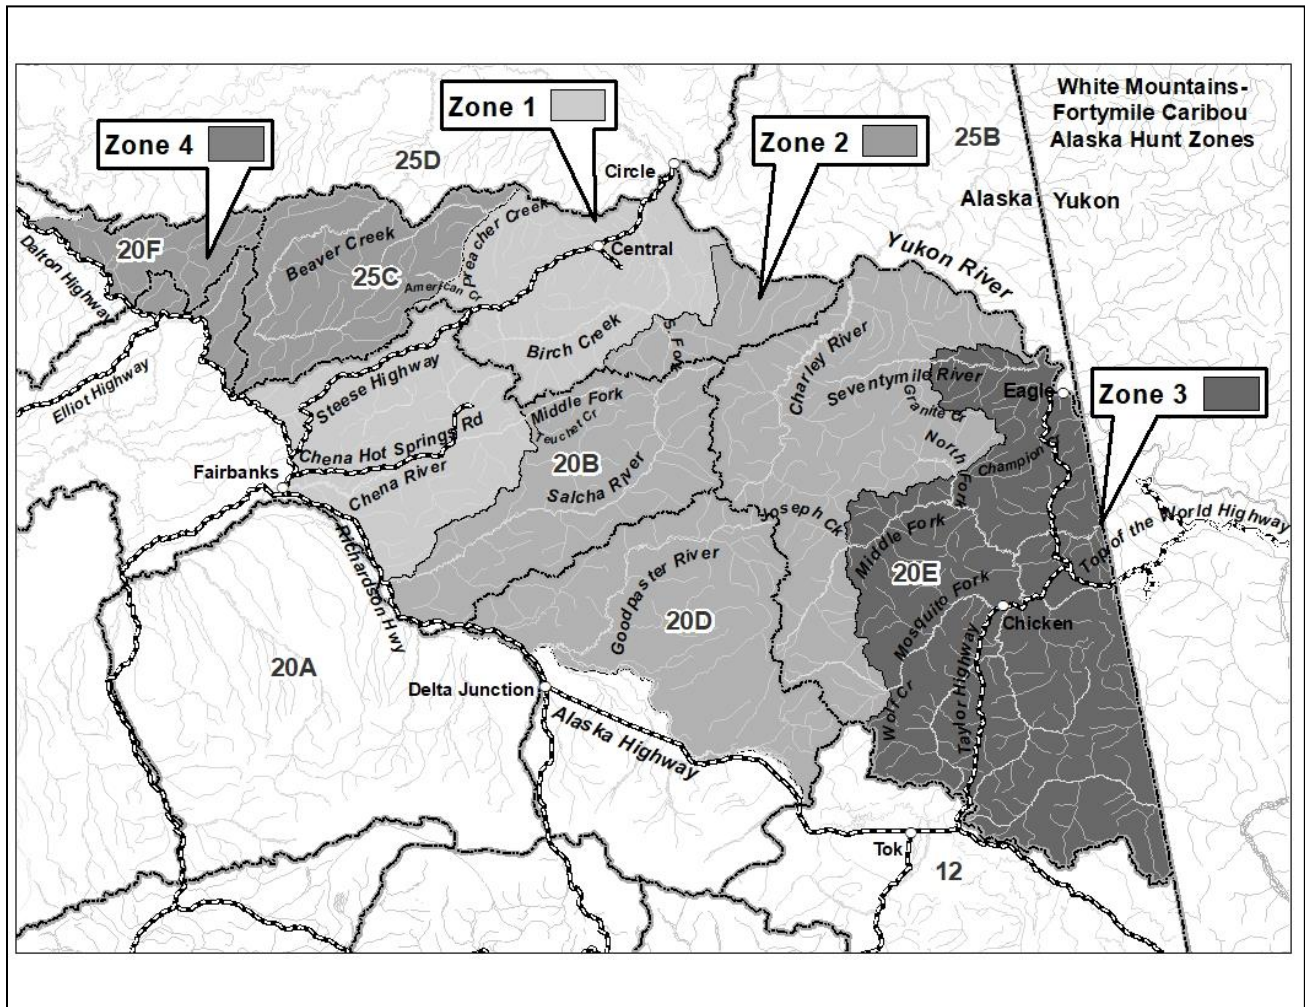 White Mountains-
Fortymile Caribou
Alaska Hunt Zones
Zone 1
Zone 4
Zone 2
25D
25B
Circle
Alaska
Yukon
20F
Dalton Highway
Beaver Creek
25C
American Cr
Preacher Creek
Central
Yukon River
Birch Creek
S. Fork
Charley River
Seventymile River
Eagle
Zone 3
Elliot Highway
Steese Highway
Middle Fork
Teuchet Cr
Granite Cr
North Fork
Champion Cr
Chena Hot Springs Rd
20B
Fairbanks
Chena River
Salcha River
Joseph Ck
Middle Fork
Top of the World Highway
Richardson Hwy
Goodpaster River
20E
Mosquito Fork
20D
Chicken
20A
Delta Junction
Wolf Cr
Taylor Highway
Alaska Highway
Tok
12